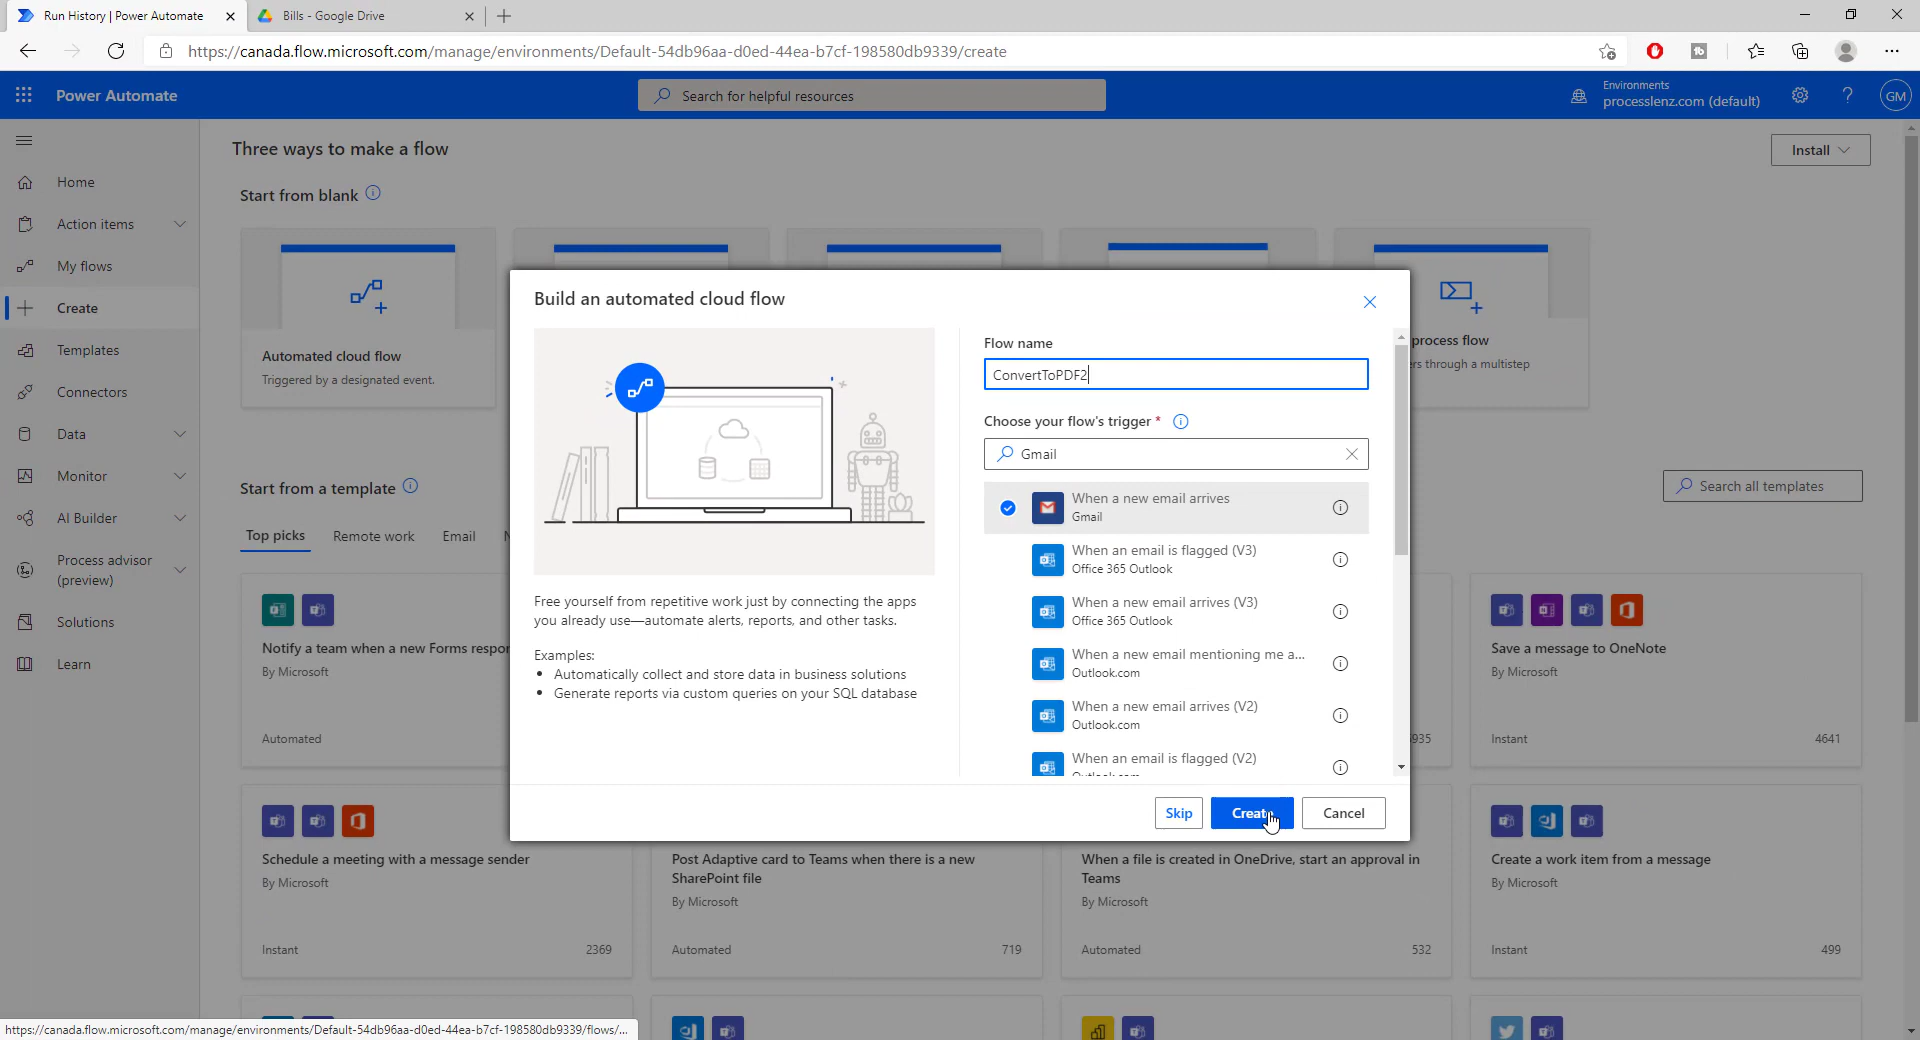 Run History | Power Automate
Bills - Google Drive
https://canada.flow.microsoft.com/manage/environments/Default-54db96aa-d0ed-44ea-b7cf-198580db9339/create
Power Automate
Search for helpful resources
Environments
processlenz.com (default)
?
GM
Three ways to make a flow
Install
Home
Start from blank
Action items
My flows
Create
Templates
Connectors
Data
Monitor
AI Builder
Process advisor
(preview)
Solutions
Learn
Automated cloud flow
Triggered by a designated event.
process flow
through a multistep
Start from a template
Search all templates
Top picks
Remote work
Email
Build an automated cloud flow
Free yourself from repetitive work just by connecting the apps
you already use—automate alerts, reports, and other tasks.
Examples:
• Automatically collect and store data in business solutions
• Generate reports via custom queries on your SQL database
Flow name
ConvertToPDF2
Choose your flow's trigger *
Gmail
When a new email arrives
Gmail
When an email is flagged (V3)
Office 365 Outlook
When a new email arrives (V3)
Office 365 Outlook
When a new email mentioning me a...
Outlook.com
When a new email arrives (V2)
Outlook.com
When an email is flagged (V2)
Outlook.com
Skip
Create
Cancel
Notify a team when a new Forms respor
By Microsoft
Automated
935
Save a message to OneNote
By Microsoft
Instant
4641
Schedule a meeting with a message sender
By Microsoft
Instant
2369
Post Adaptive card to Teams when there is a new
SharePoint file
By Microsoft
Automated
719
When a file is created in OneDrive, start an approval in
Teams
By Microsoft
Automated
532
Create a work item from a message
By Microsoft
Instant
499
https://canada.flow.microsoft.com/manage/environments/Default-54db96aa-d0ed-44ea-b7cf-198580db9339/flows/...